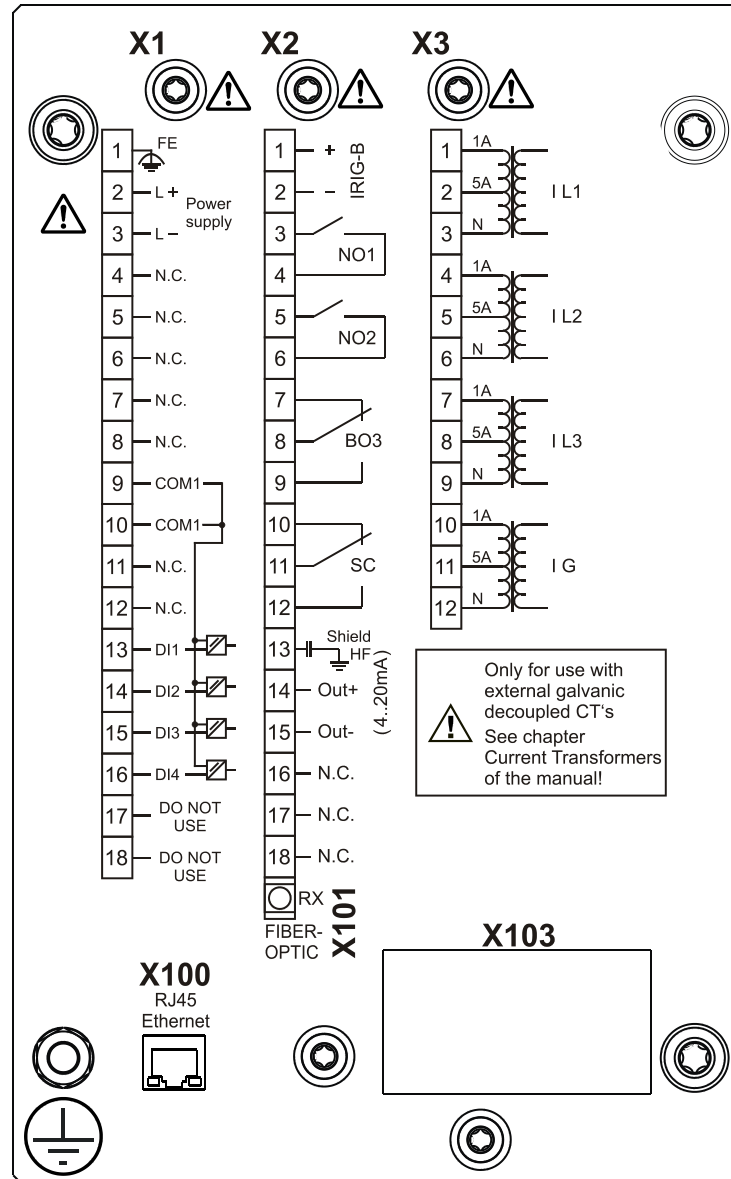 X1
X2
X3
1 FE
2 L+
Power
supply
3 L–
4 N.C.
5 N.C.
6 N.C.
7 N.C.
8 N.C.
9 COM1
10 COM1
11 N.C.
12 N.C.
13 DI1
14 DI2
15 DI3
16 DI4
17 DO NOT
USE
18 DO NOT
USE
1 +
2 –
IRIG-B
3
NO1
4
5
NO2
6
7
8 BO3
9
10
11 SC
12
13 Shield
HF
14 Out+
15 Out-
(4..20mA)
16 N.C.
17 N.C.
18 N.C.
RX
FIBER-
OPTIC
X101
1 1A
2 5A I L1
3 N
4 1A
5 5A I L2
6 N
7 1A
8 5A I L3
9 N
10 1A
11 5A I G
12 N
Only for use with
external galvanic
decoupled CT's
See chapter
Current Transformers
of the manual!
X100
RJ45
Ethernet
X103